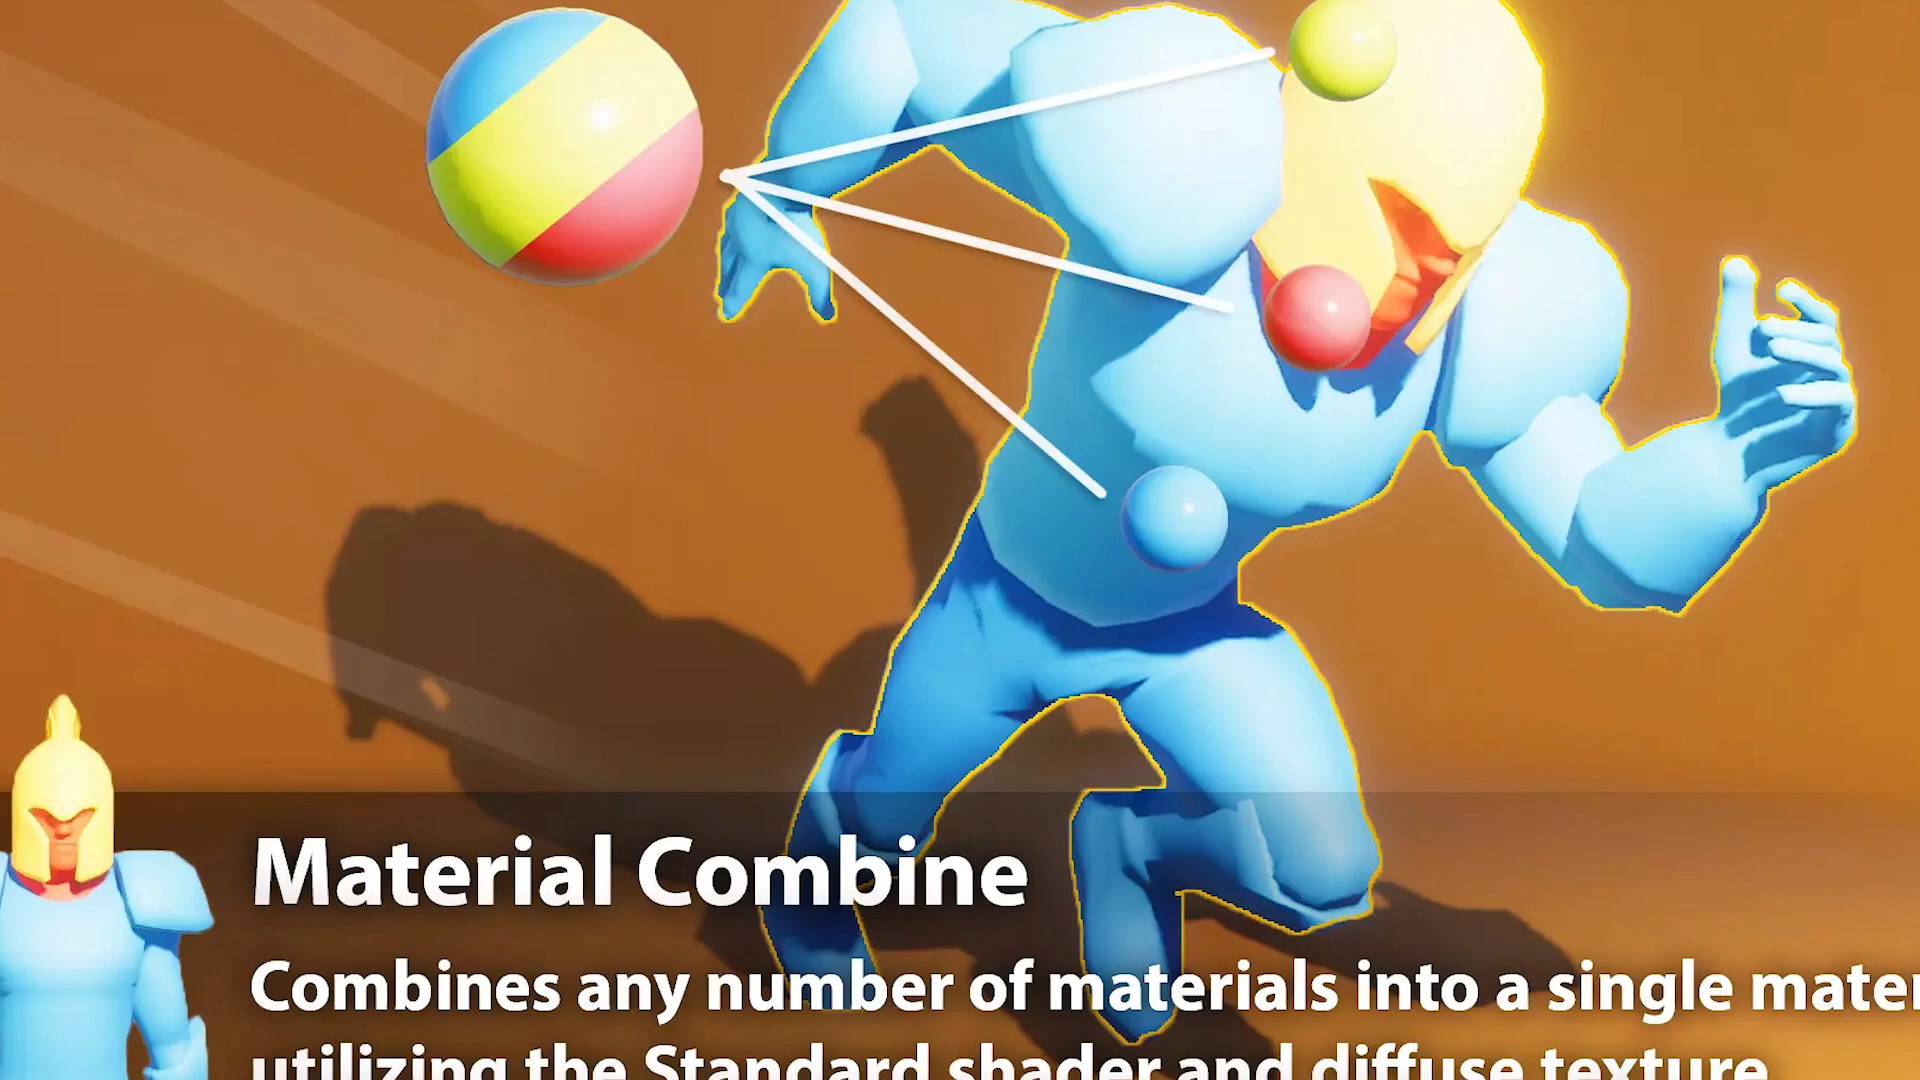 Material Combine
Combines any number of materials into a single mater
utilizing the Standard shader and diffuse texture